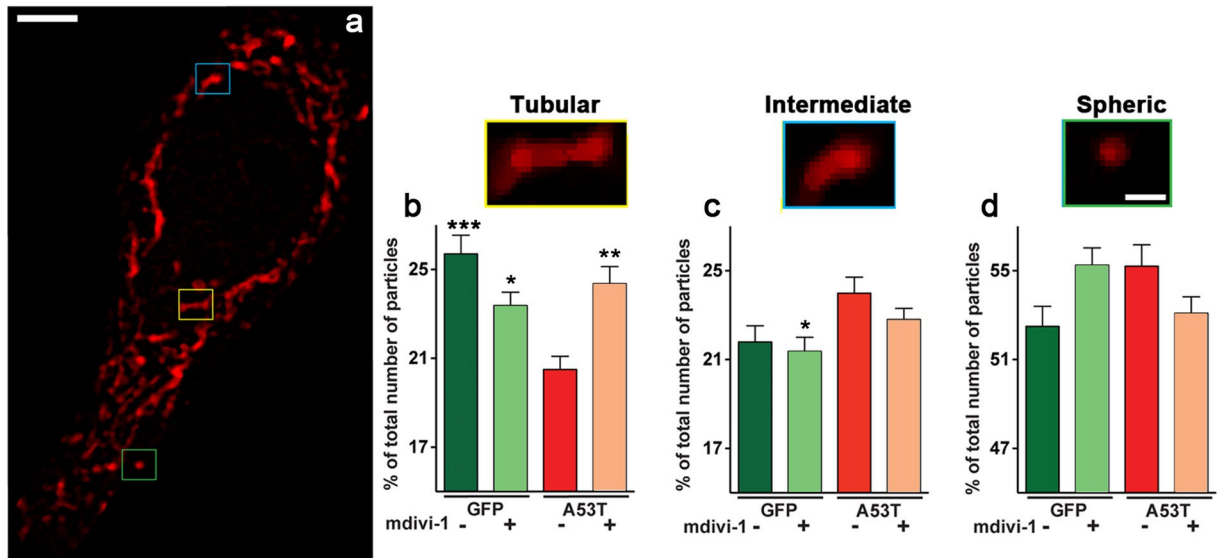 a
Tubular
Intermediate
Spheric
b
% of total number of particles
25
21
17
***
*
**
GFP
A53T
mdivi-1 - + - +
c
% of total number of particles
25
21
17
*
GFP
A53T
mdivi-1 - + - +
d
% of total number of particles
55
51
47
GFP
A53T
mdivi-1 - + - +